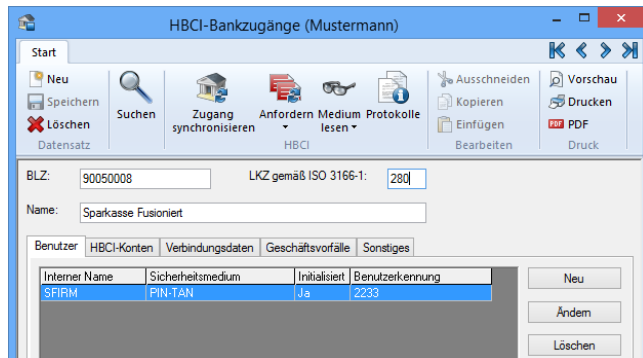 HBCI-Bankzugänge (Mustermann)
Start
Neu
Speichern
Löschen
Datensatz
Suchen
Zugang synchronisieren
Anfordern
Medium lesen
Protokolle
HBCI
Ausschneiden
Kopieren
Einfügen
Bearbeiten
Vorschau
Drucken
PDF PDF
Druck
BLZ: 90050008 LKZ gemäß ISO 3166-1: 280
Name: Sparkasse Fusioniert
Benutzer HBCI-Konten Verbindungsdaten Geschäftsvorfälle Sonstiges
Interner Name Sicherheitsmedium Initialisiert Benutzerkennung
SFIRM PIN-TAN Ja 2233
Neu
Ändern
Löschen